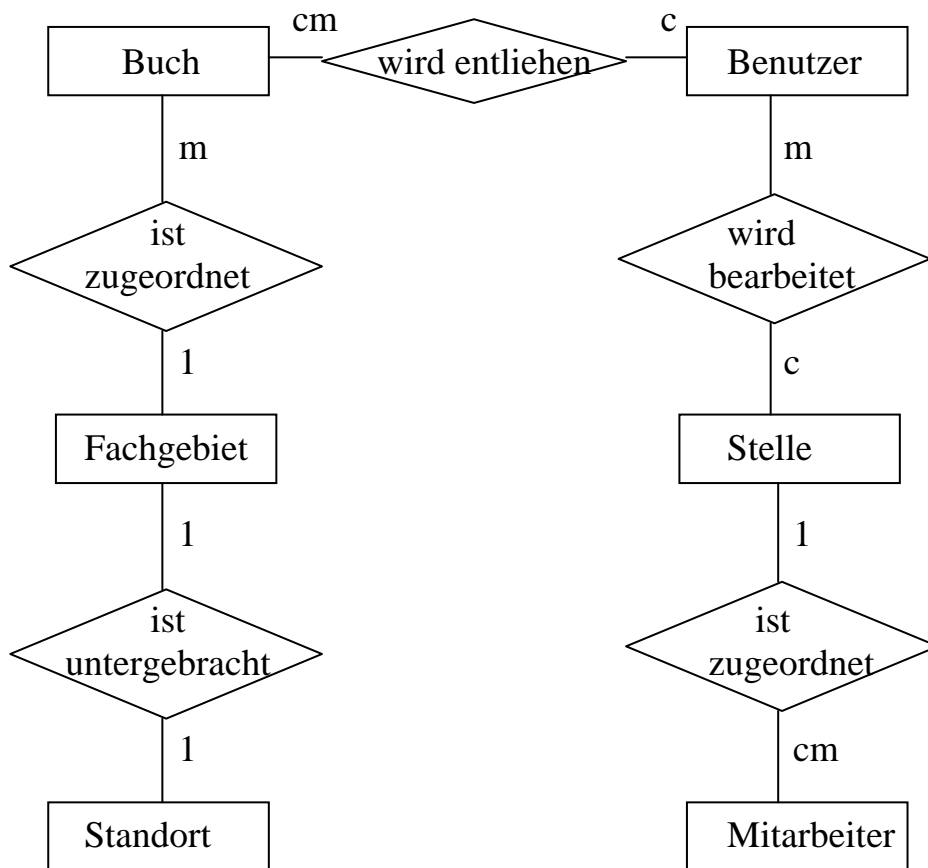 cm
c
Buch
wird entliehen
Benutzer
m
m
ist
zugeordnet
wird
bearbeitet
1
c
Fachgebiet
Stelle
1
1
ist
untergebracht
ist
zugeordnet
1
cm
Standort
Mitarbeiter